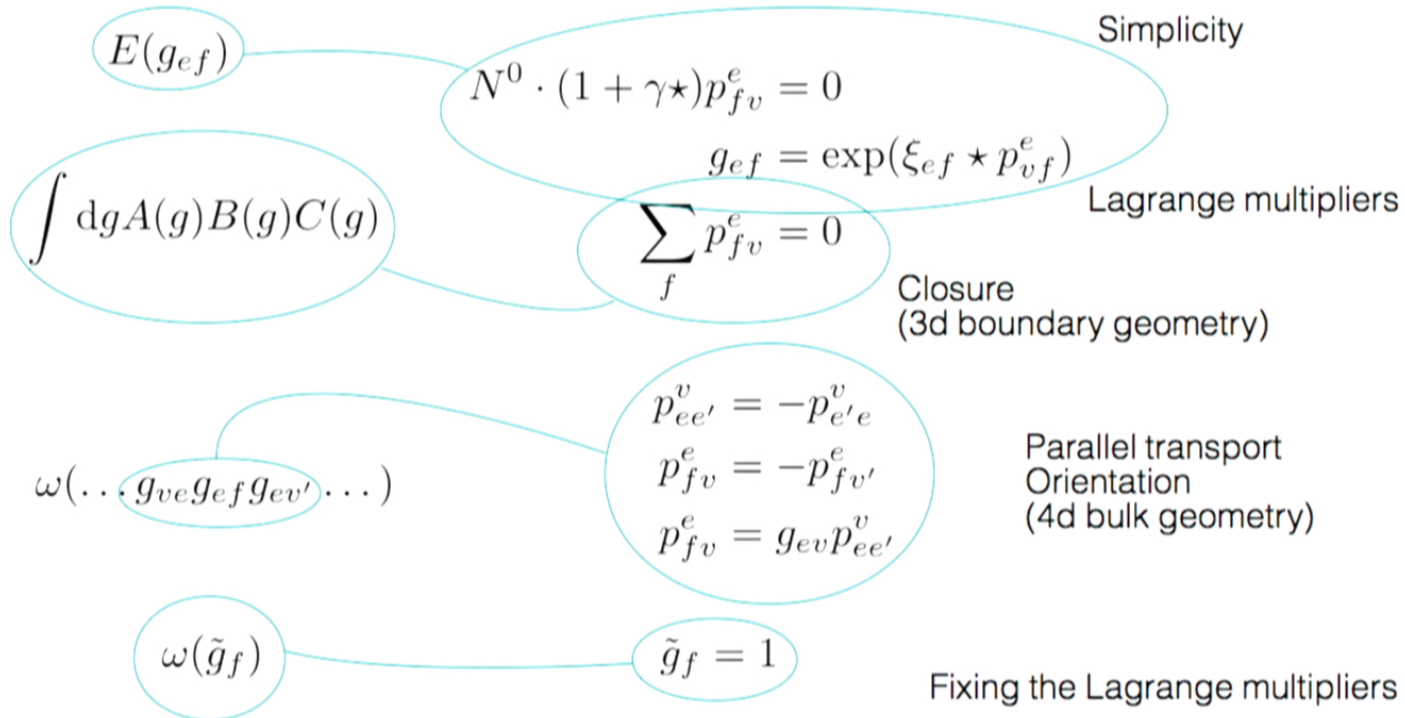 Simplicity
E(g_{ef})
N^0 · (1 + γ⋆)p^e_{fv} = 0
g_{ef} = exp(ξ_{ef} ⋆ p^e_{vf})
Lagrange multipliers
∫ dgA(g)B(g)C(g)
∑_f p^e_{fv} = 0
Closure
(3d boundary geometry)
p^v_{ee'} = −p^v_{e'e}
p^e_{fv} = −p^e_{fv'}
p^e_{fv} = g_{ev}p^v_{ee'}
Parallel transport
Orientation
(4d bulk geometry)
ω(. . . g_{ve}g_{ef}g_{ev'} . . . )
ω(g̃_f)
g̃_f = 1
Fixing the Lagrange multipliers